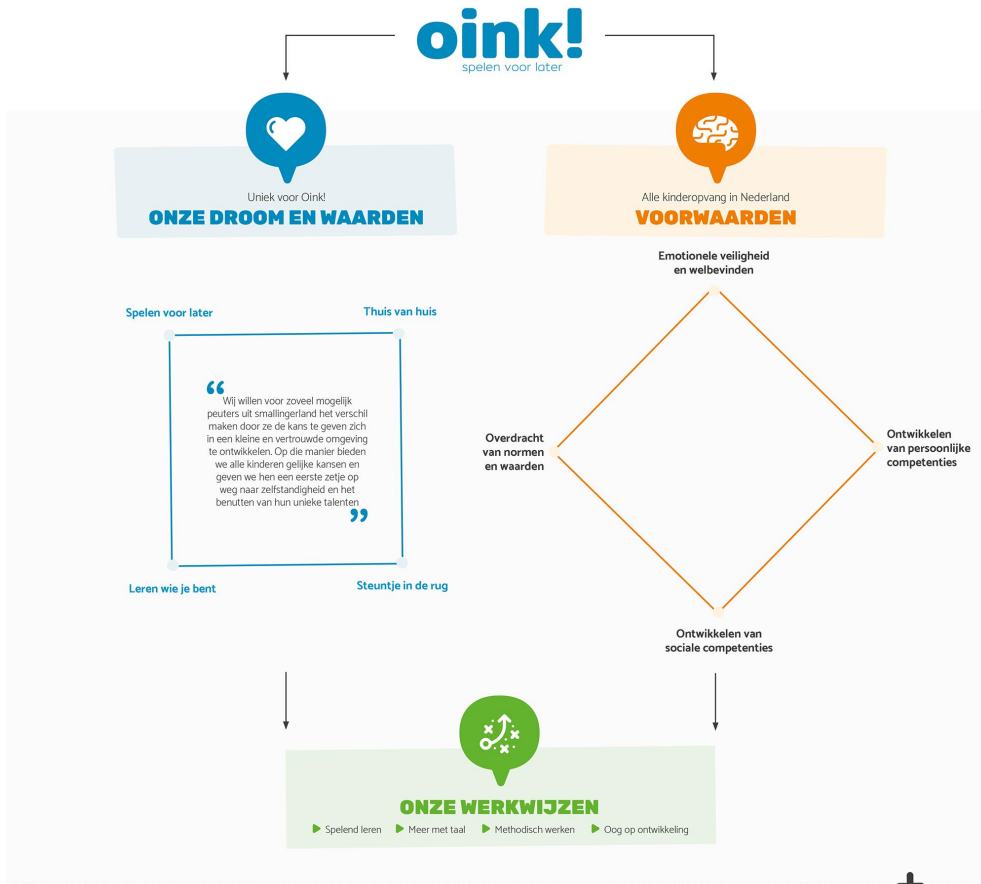 oink!
spelen voor later
Uniek voor Oink!
ONZE DROOM EN WAARDEN
Alle kinderopvang in Nederland
VOORWAARDEN
Spelen voor later
Thuis van huis
“
Wij willen voor zoveel mogelijk
peuters uit smallingerland het verschil
maken door ze de kans te geven zich
in een kleine en vertrouwde omgeving
te ontwikkelen. Op die manier bieden
we alle kinderen gelijke kansen en
geven we hen een eerste zetje op
weg naar zelfstandigheid en het
benutten van hun unieke talenten
”
Leren wie je bent
Steuntje in de rug
Emotionele veiligheid
en welbevinden
Overdracht
van normen
en waarden
Ontwikkelen
van persoonlijke
competenties
Ontwikkelen van
sociale competenties
ONZE WERKWIJZEN
Spelend leren
Meer met taal
Methodisch werken
Oog op ontwikkeling